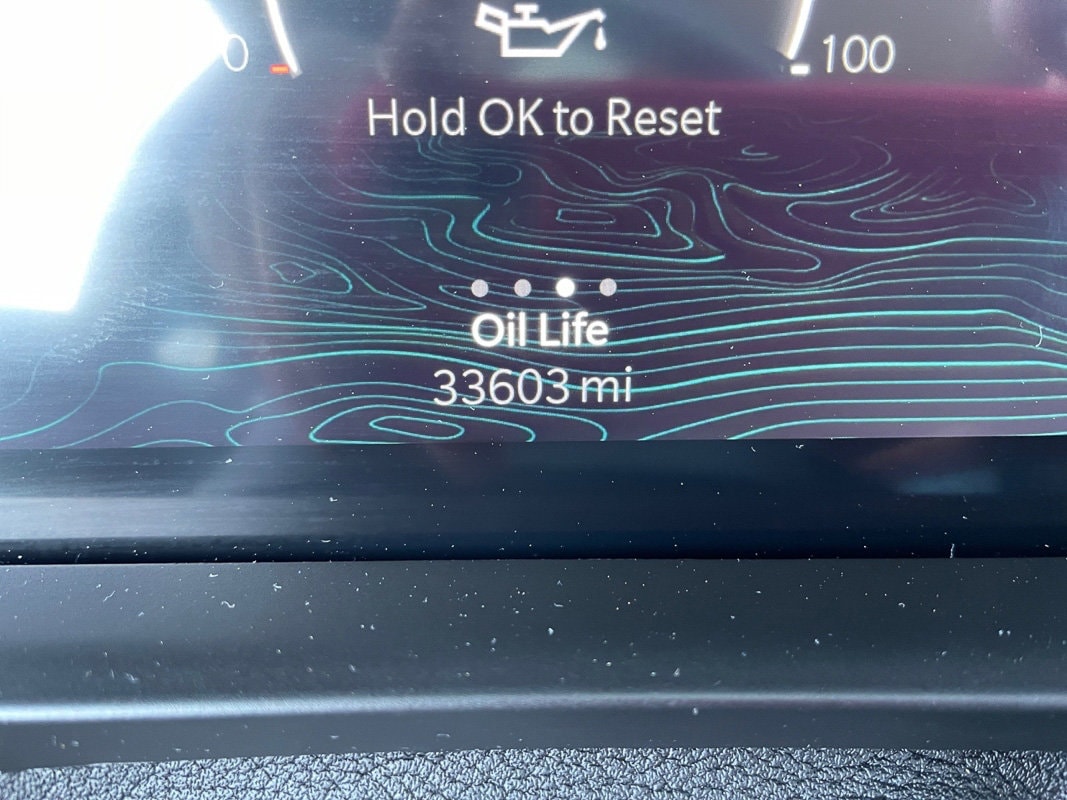 0
100
Hold OK to Reset
Oil Life
33603 mi